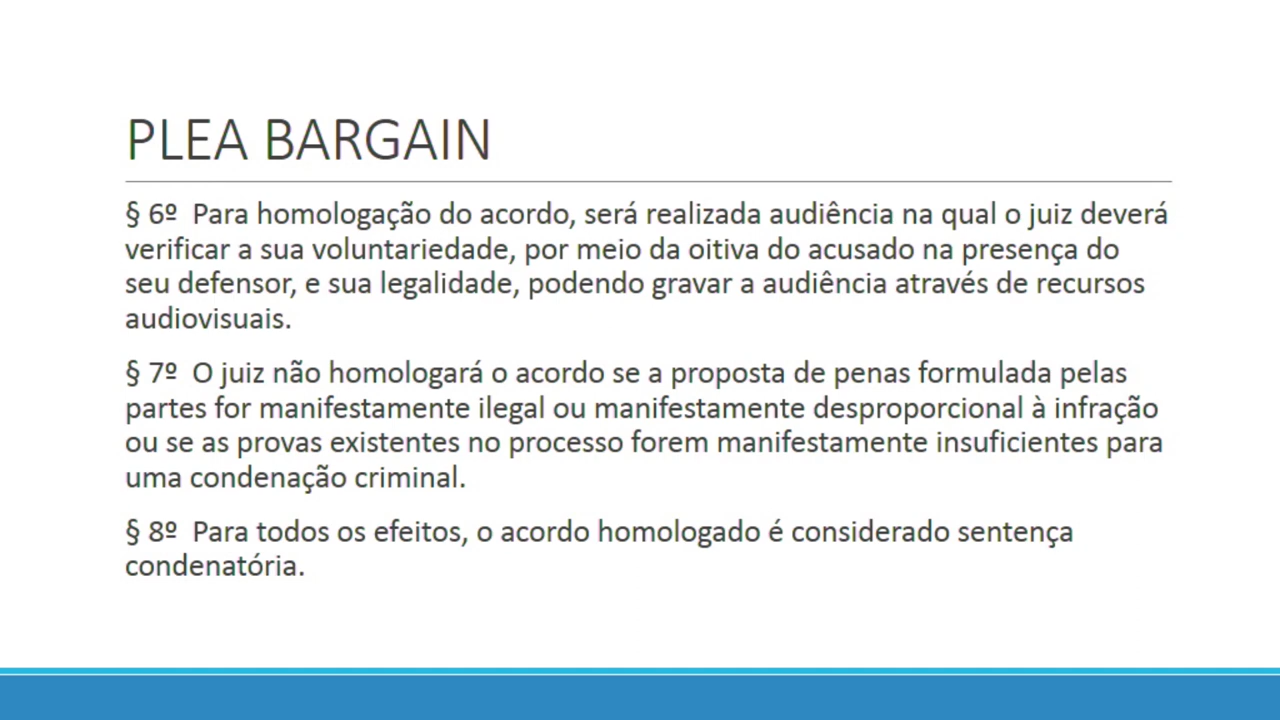 PLEA BARGAIN
§ 6º Para homologação do acordo, será realizada audiência na qual o juiz deverá
verificar a sua voluntariedade, por meio da oitiva do acusado na presença do
seu defensor, e sua legalidade, podendo gravar a audiência através de recursos
audiovisuais.
§ 7º O juiz não homologará o acordo se a proposta de penas formulada pelas
partes for manifestamente ilegal ou manifestamente desproporcional à infração
ou se as provas existentes no processo forem manifestamente insuficientes para
uma condenação criminal.
§ 8º Para todos os efeitos, o acordo homologado é considerado sentença
condenatória.